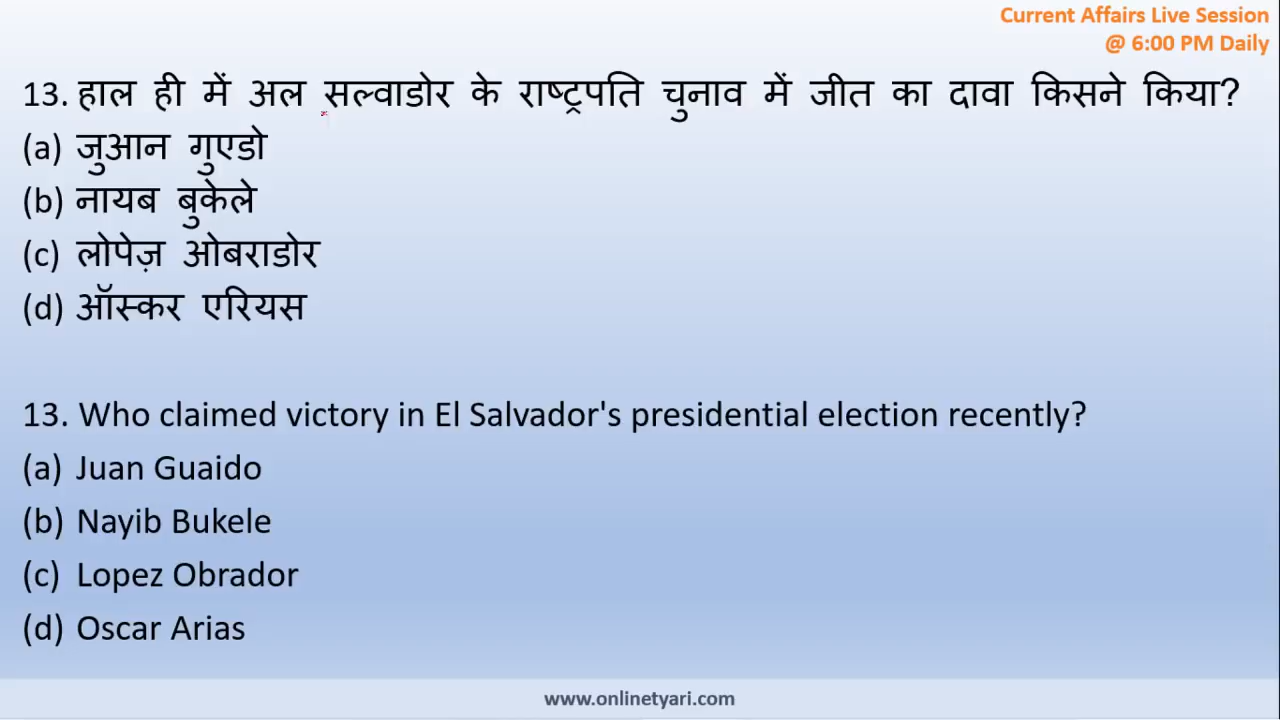 Current Affairs Live Session
@ 6:00 PM Daily
13. हाल ही में अल सल्वाडोर के राष्ट्रपति चुनाव में जीत का दावा किसने किया?
(a) जुआन गुएडो
(b) नायब बुकेले
(c) लोपेज़ ओबराडोर
(d) ऑस्कर एरियस
13. Who claimed victory in El Salvador's presidential election recently?
(a) Juan Guaido
(b) Nayib Bukele
(c) Lopez Obrador
(d) Oscar Arias
www.onlinetyari.com